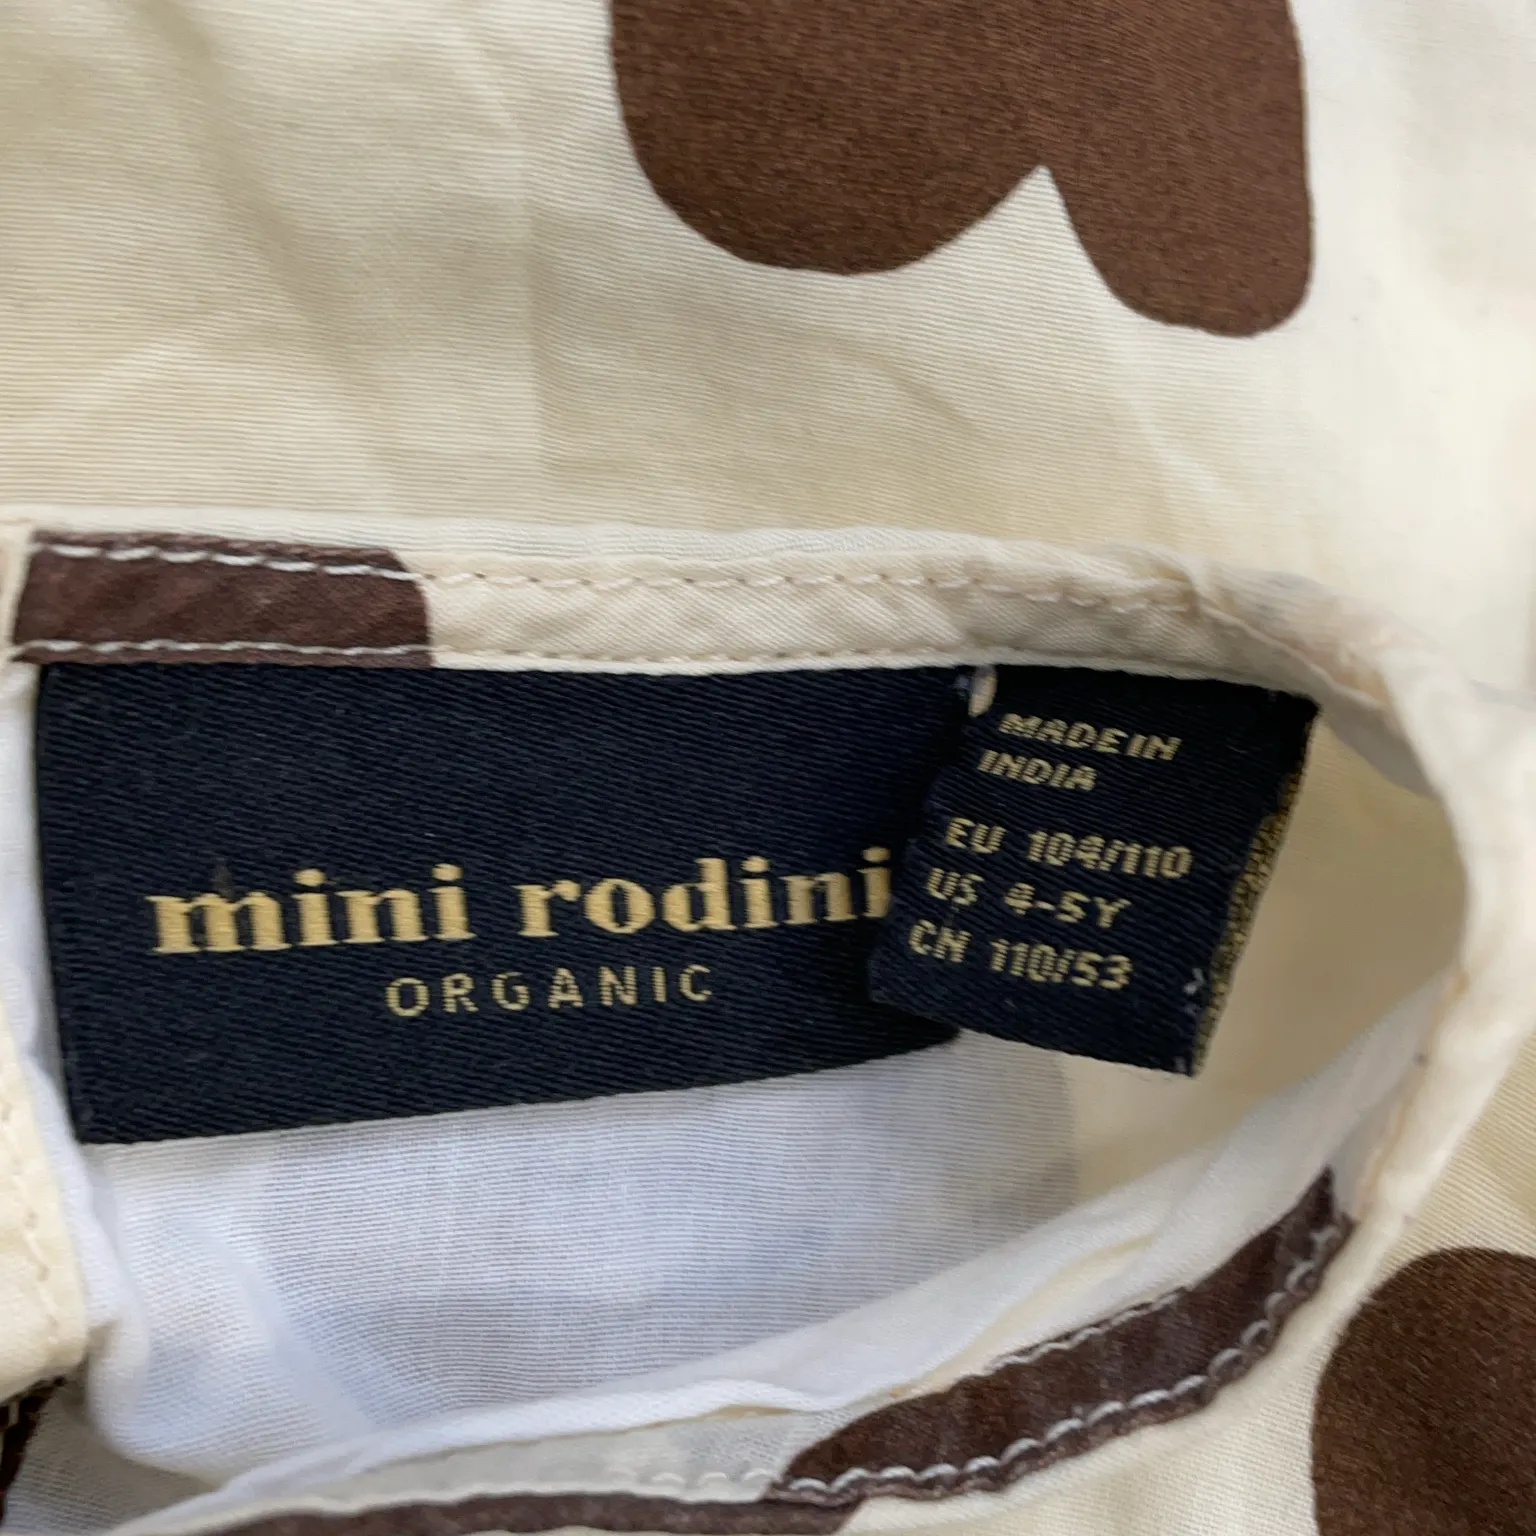 mini rodini
ORGANIC
MADE IN
INDIA
EU 104/110
US 4-5Y
CN 110/53